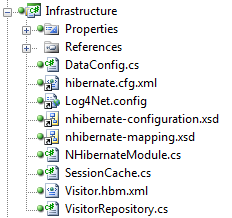 Infrastructure
Properties
References
DataConfig.cs
hibernate.cfg.xml
Log4Net.config
nhibernate-configuration.xsd
nhibernate-mapping.xsd
NHibernateModule.cs
SessionCache.cs
Visitor.hbm.xml
VisitorRepository.cs